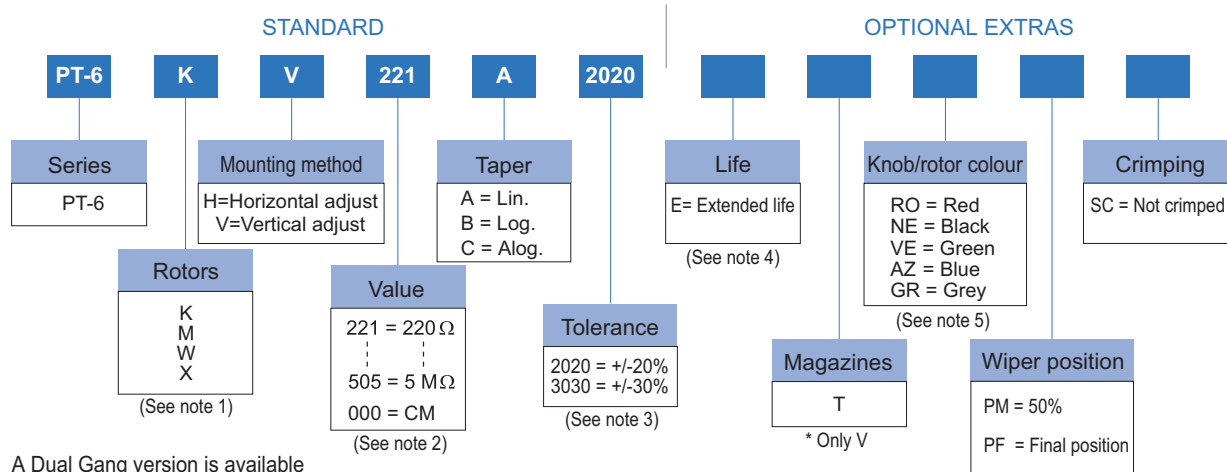 STANDARD
OPTIONAL EXTRAS
PT-6
K
V
221
A
2020
Series
PT-6
Rotors
K
M
W
X
(See note 1)
Mounting method
H=Horizontal adjust
V=Vertical adjust
Value
221 = 220 Ω
505 = 5 MΩ
000 = CM
(See note 2)
Taper
A = Lin.
B = Log.
C = Alog.
Tolerance
2020 = +/-20%
3030 = +/-30%
(See note 3)
Life
E= Extended life
(See note 4)
Magazines
T
* Only V
Knob/rotor colour
RO = Red
NE = Black
VE = Green
AZ = Blue
GR = Grey
(See note 5)
Wiper position
PM = 50%
PF = Final position
Crimping
SC = Not crimped
A Dual Gang version is available